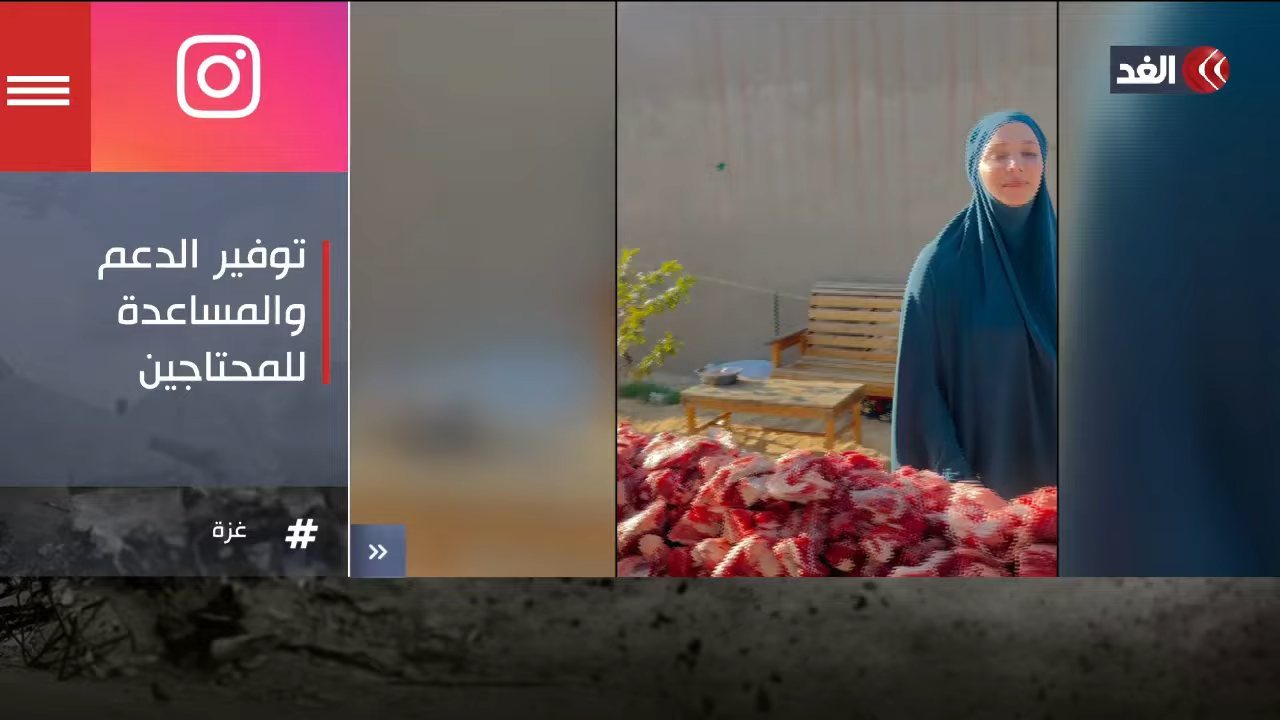 الغد
توفير الدعم
والمساعدة
للمحتاجين
# غزة